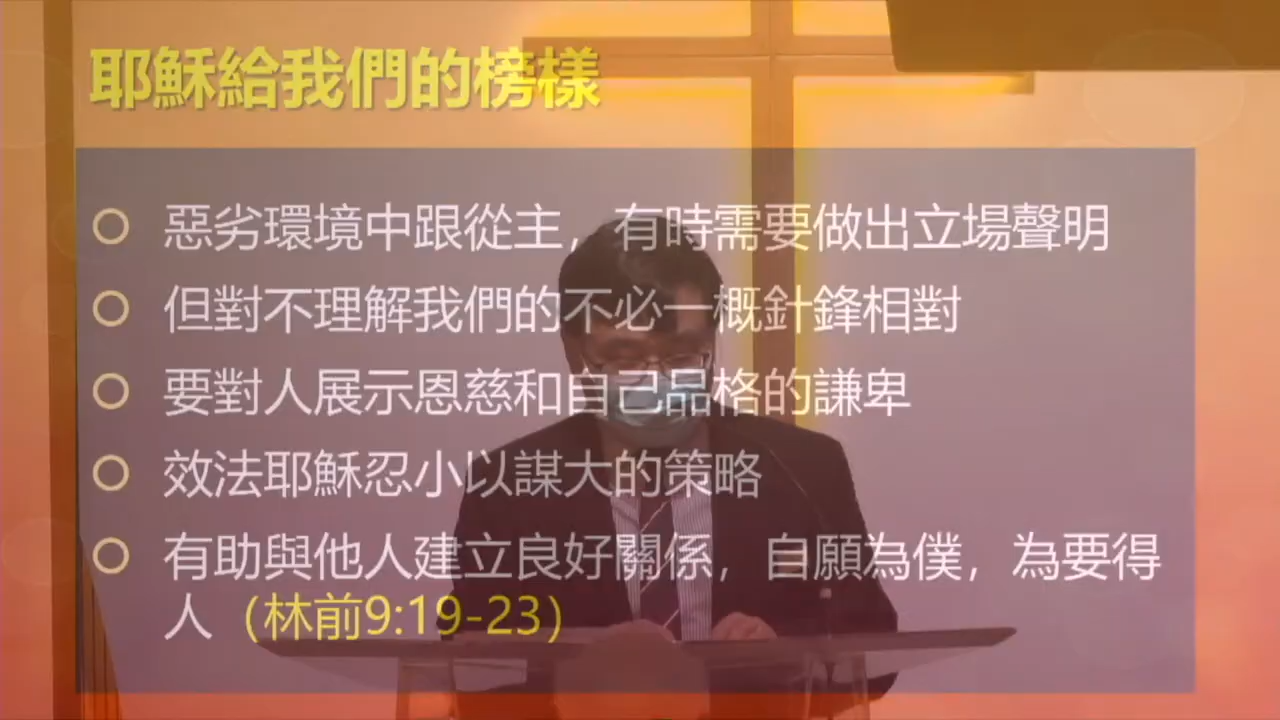 耶穌給我們的榜樣
惡劣環境中跟從主，有時需要做出立場聲明
但對不理解我們的不必一概針鋒相對
要對人展示恩慈和自己品格的謙卑
效法耶穌忍小以謀大的策略
有助與他人建立良好關係，自願為僕，為要得
人（林前9:19-23）